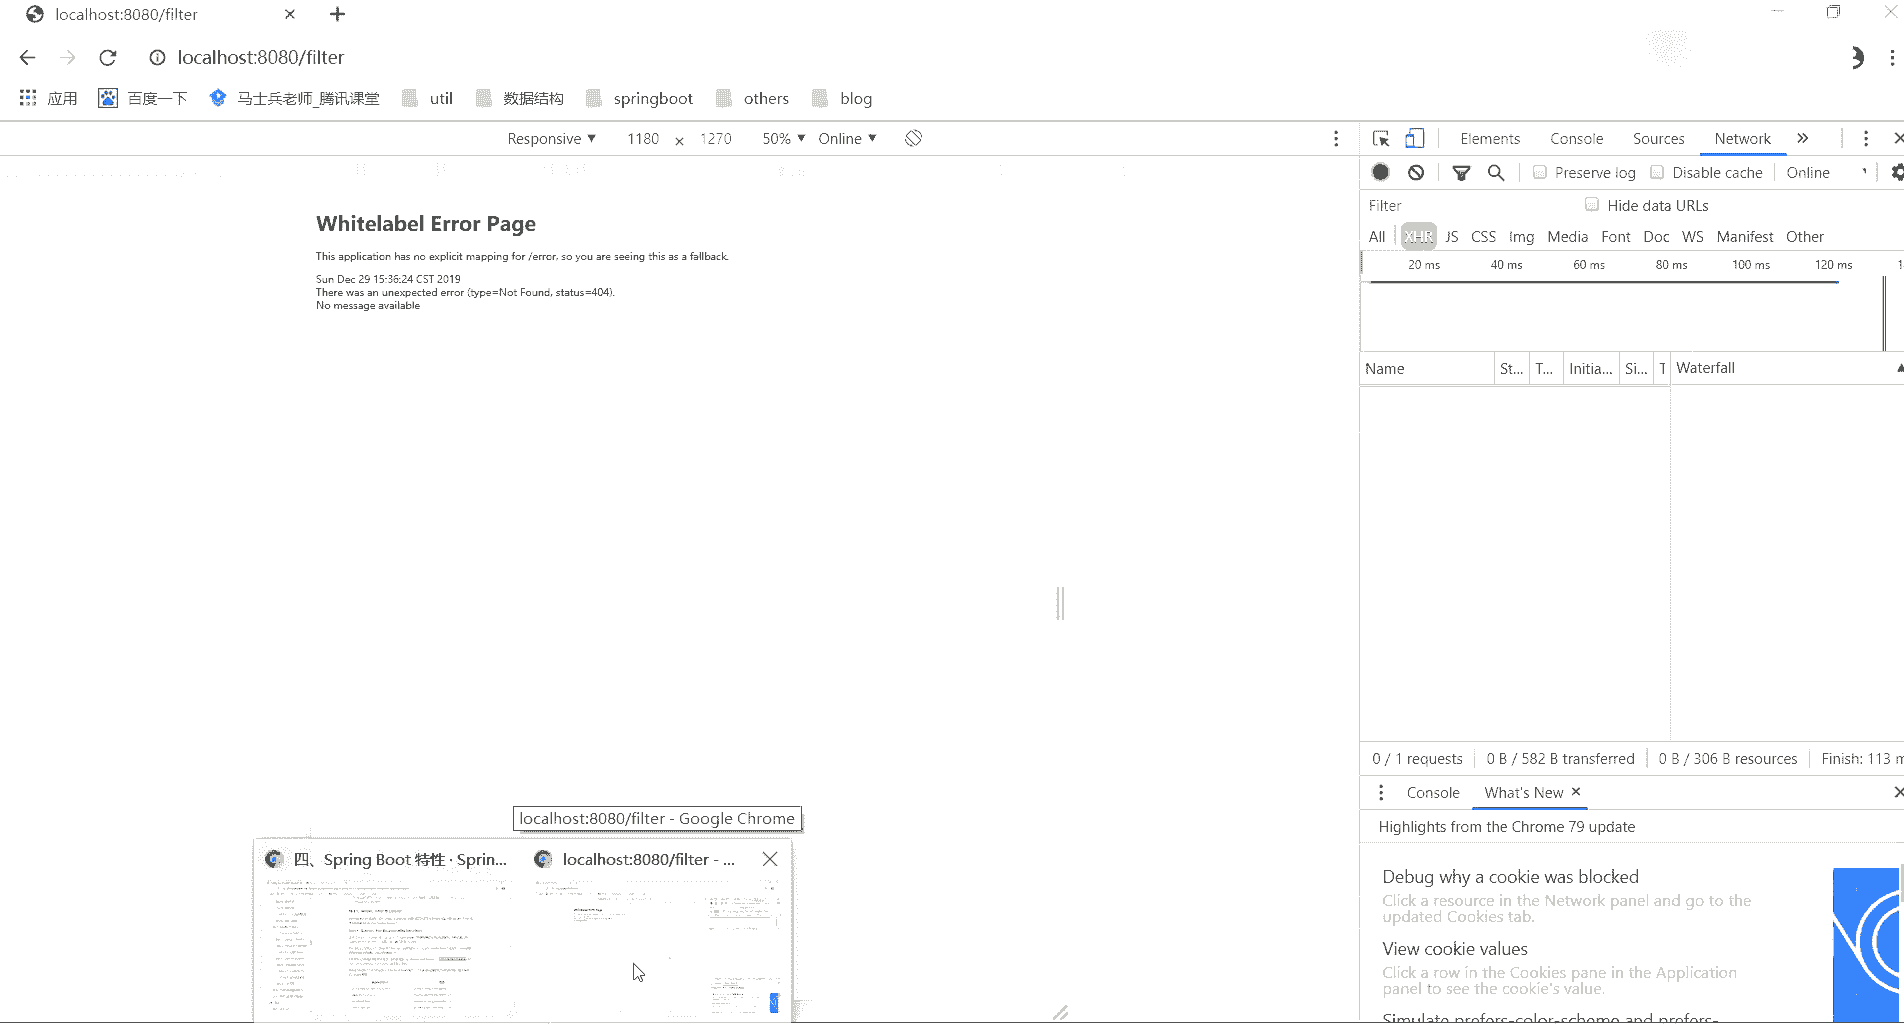 localhost:8080/filter
localhost:8080/filter
应用 百度一下 马士兵老师_腾讯课堂 util 数据结构 springboot others blog
Responsive ▼ 1180 × 1270 50% ▼ Online ▼
Elements Console Sources Network »
Preserve log Disable cache Online
Filter Hide data URLs
All XHR JS CSS Img Media Font Doc WS Manifest Other
20 ms 40 ms 60 ms 80 ms 100 ms 120 ms
Name St... T... Initia... Si... T Waterfall
Whitelabel Error Page
This application has no explicit mapping for /error, so you are seeing this as a fallback.
Sun Dec 29 15:36:24 CST 2019
There was an unexpected error (type=Not Found, status=404).
No message available
0 / 1 requests 0 B / 582 B transferred 0 B / 306 B resources Finish: 113 m
Console What's New ×
Highlights from the Chrome 79 update
Debug why a cookie was blocked
Click a resource in the Network panel and go to the
updated Cookies tab.
View cookie values
Click a row in the Cookies pane in the Application
panel to see the cookie's value.
Simulate prefers-color-scheme and prefers-
localhost:8080/filter - Google Chrome
四、Spring Boot 特性 · Sprin...
localhost:8080/filter - ...